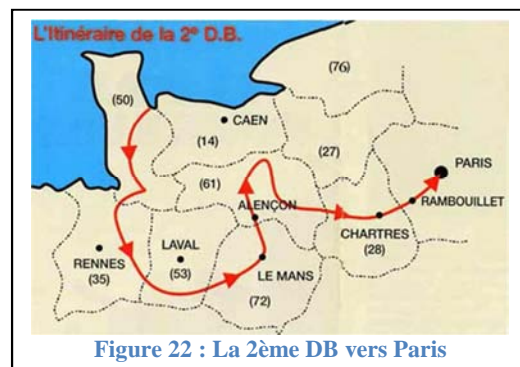 L'Itinéraire de la 2e D.B.
(76)
(50)
CAEN
(14)
(27)
PARIS
(61)
RAMBOUILLET
ALENÇON
CHARTRES
(28)
LAVAL
RENNES
(53)
LE MANS
(35)
(72)
Figure 22 : La 2ème DB vers Paris